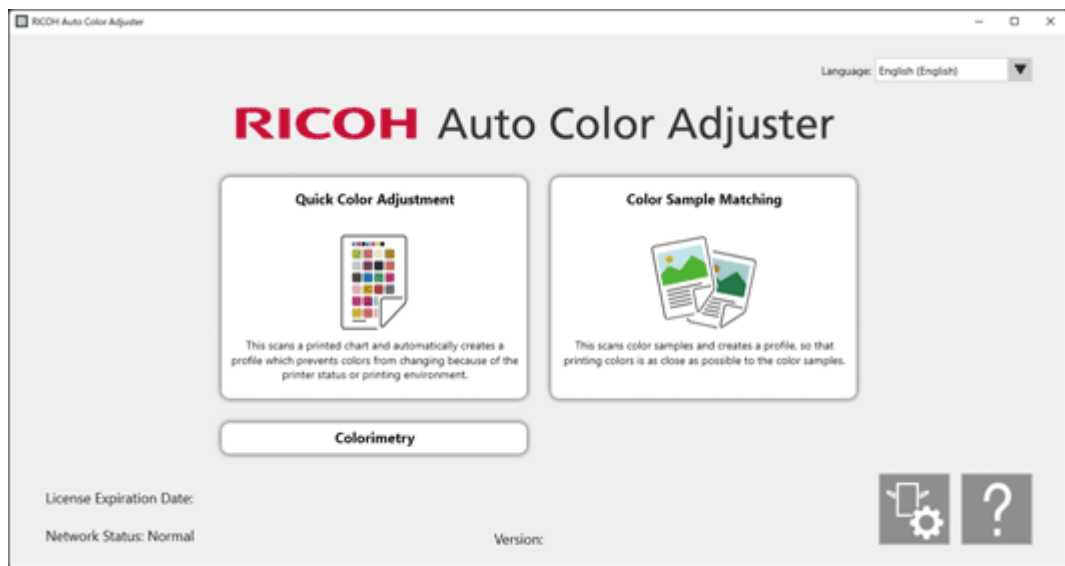 RICOH Auto Color Adjuster
Language: English (English)
RICOH Auto Color Adjuster
Quick Color Adjustment
This scans a printed chart and automatically creates a
profile which prevents colors from changing because of the
printer status or printing environment.
Color Sample Matching
This scans color samples and creates a profile, so that
printing colors is as close as possible to the color samples.
Colorimetry
License Expiration Date:
Network Status: Normal
Version:
?